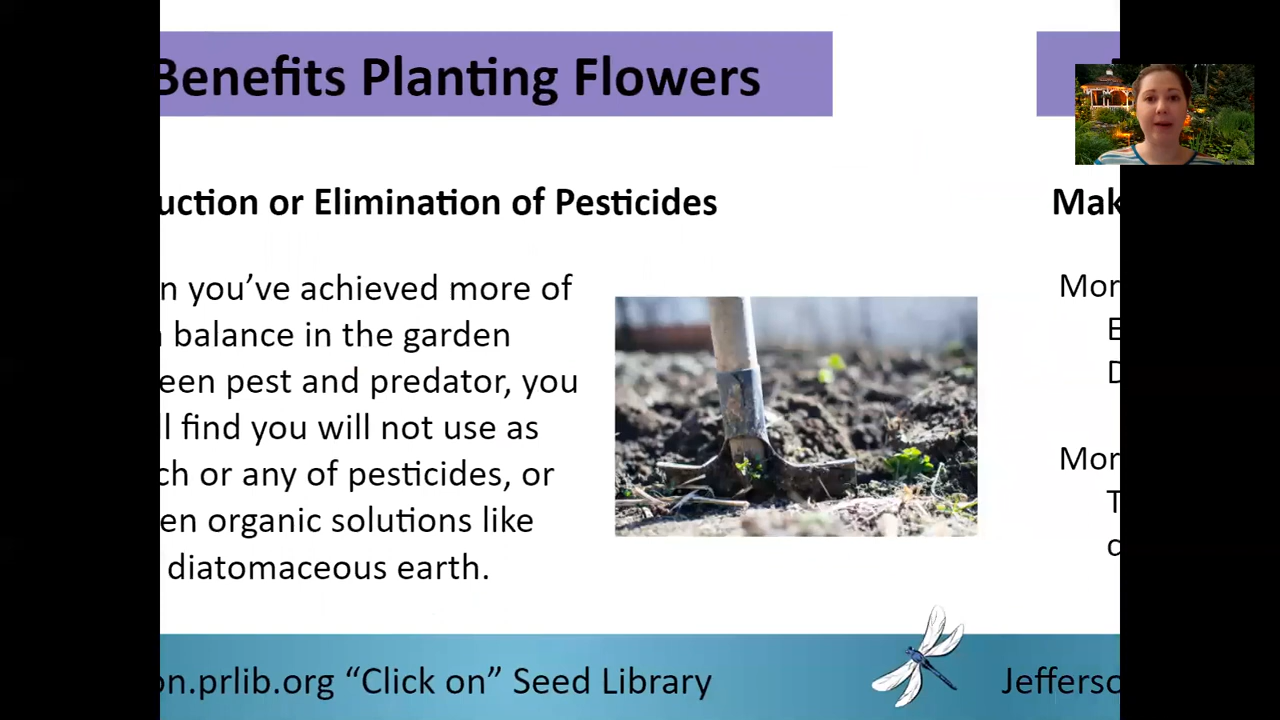 Benefits Planting Flowers
uction or Elimination of Pesticides
Mak
n you've achieved more of
balance in the garden
een pest and predator, you
l find you will not use as
ch or any of pesticides, or
en organic solutions like
diatomaceous earth.
Mor
E
D
Mor
T
on.prlib.org “Click on” Seed Library
Jefferso